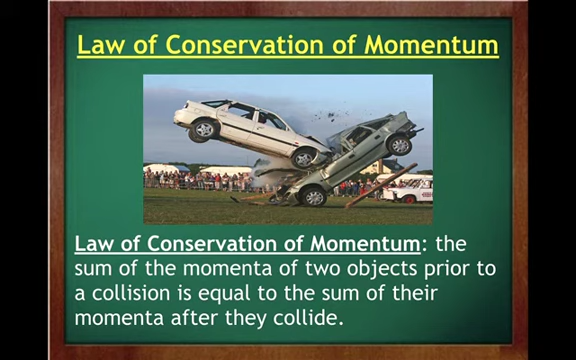 Law of Conservation of Momentum
Law of Conservation of Momentum: the
sum of the momenta of two objects prior to
a collision is equal to the sum of their
momenta after they collide.